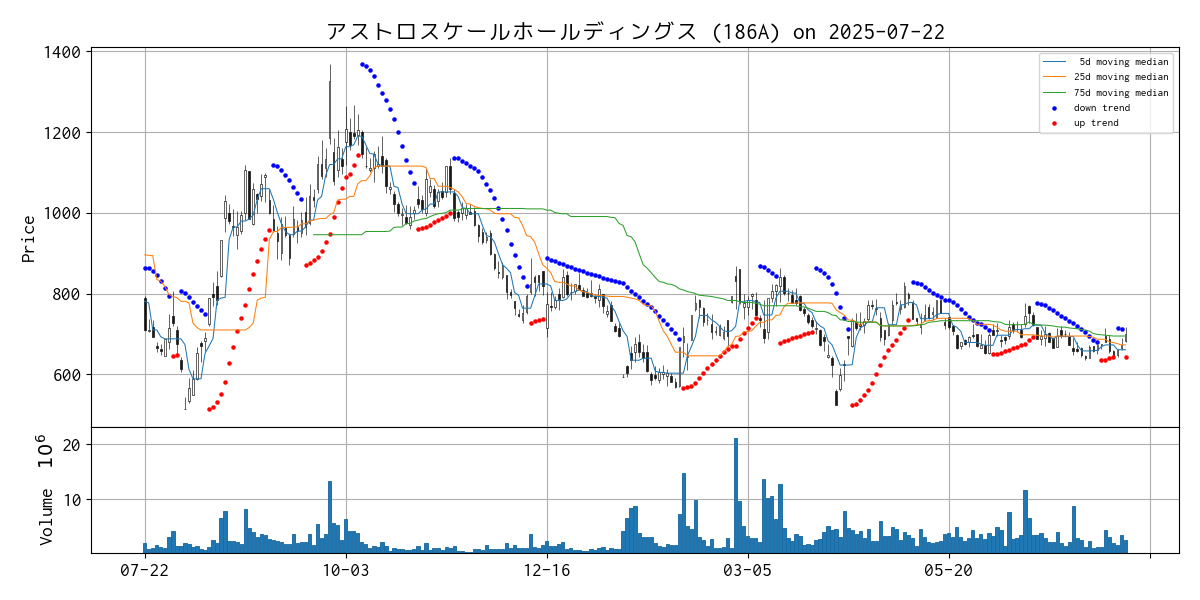 アストロスケールホールディングス (186A) on 2025-07-22
1400
1200
1000
800
600
Price
5d moving median
25d moving median
75d moving median
down trend
up trend
20
10
Volume 10^6
07-22
10-03
12-16
03-05
05-20